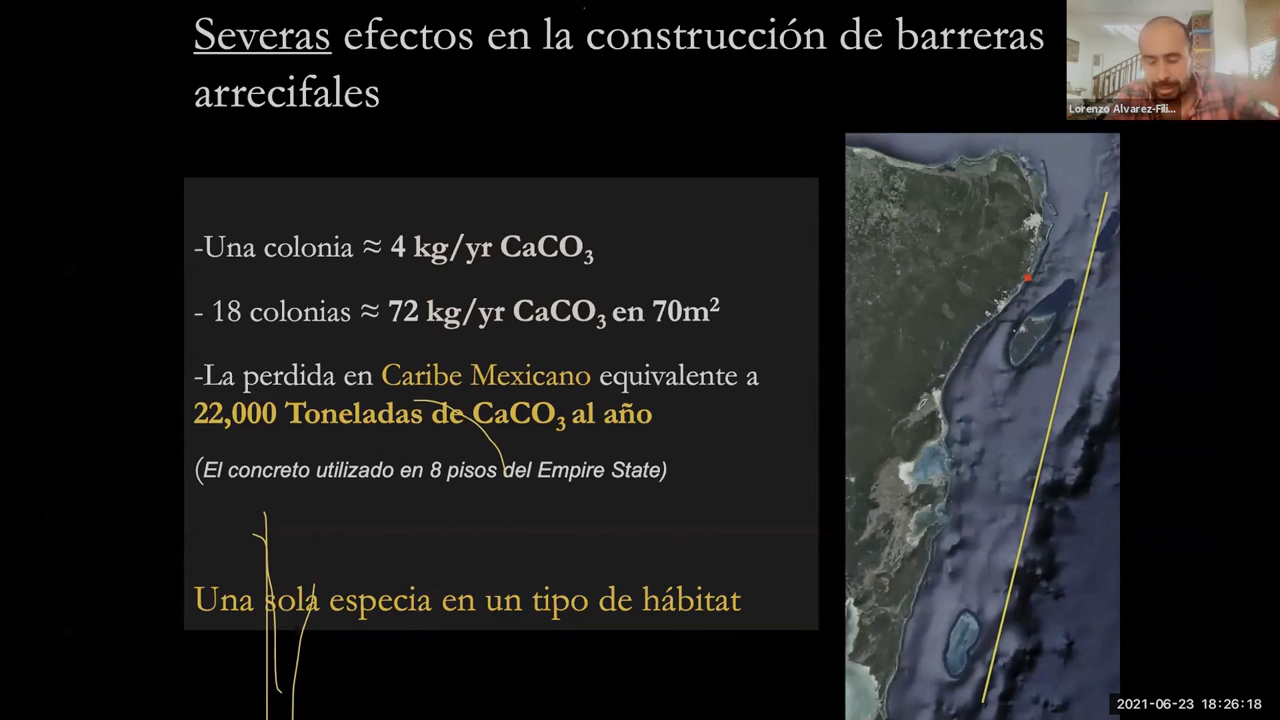 Severas efectos en la construcción de barreras
arrecifales
Lorenzo Alvarez-Fili...
-Una colonia ≈ 4 kg/yr CaCO₃
- 18 colonias ≈ 72 kg/yr CaCO₃ en 70m²
-La perdida en Caribe Mexicano equivalente a
22,000 Toneladas de CaCO₃ al año
(El concreto utilizado en 8 pisos del Empire State)
Una sola especia en un tipo de hábitat
2021-06-23 18:26:18